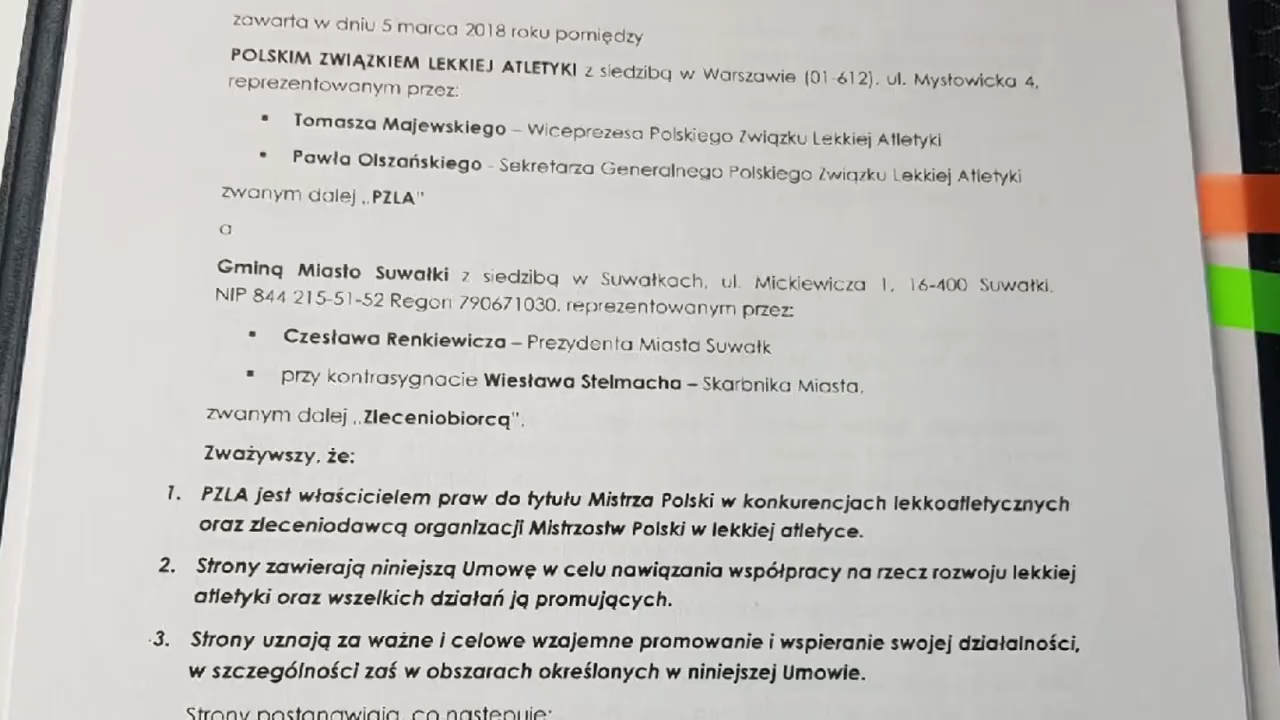 zawarta w dniu 5 marca 2018 roku pomiędzy
POLSKIM ZWIĄZKIEM LEKKIEJ ATLETYKI z siedzibą w Warszawie (01-612), ul. Mysłowicka 4,
reprezentowanym przez:
▪ Tomasza Majewskiego – Wiceprezesa Polskiego Związku Lekkiej Atletyki
▪ Pawła Olszańskiego - Sekretarza Generalnego Polskiego Związku Lekkiej Atletyki
zwanym dalej „PZLA"
a
Gminą Miasto Suwałki z siedzibą w Suwałkach, ul. Mickiewicza 1, 16-400 Suwałki,
NIP 844 215-51-52 Regon 790671030, reprezentowanym przez:
▪ Czesława Renkiewicza – Prezydenta Miasta Suwałk
▪ przy kontrasygnacie Wiesława Stelmacha – Skarbnika Miasta,
zwanym dalej „Zleceniobiorcą".
Zważywszy, że:
1. PZLA jest właścicielem praw do tytułu Mistrza Polski w konkurencjach lekkoatletycznych
oraz zleceniodawcą organizacji Mistrzostw Polski w lekkiej atletyce.
2. Strony zawierają niniejszą Umowę w celu nawiązania współpracy na rzecz rozwoju lekkiej
atletyki oraz wszelkich działań ją promujących.
3. Strony uznają za ważne i celowe wzajemne promowanie i wspieranie swojej działalności,
w szczególności zaś w obszarach określonych w niniejszej Umowie.
Strony postanawiają, co następuje: